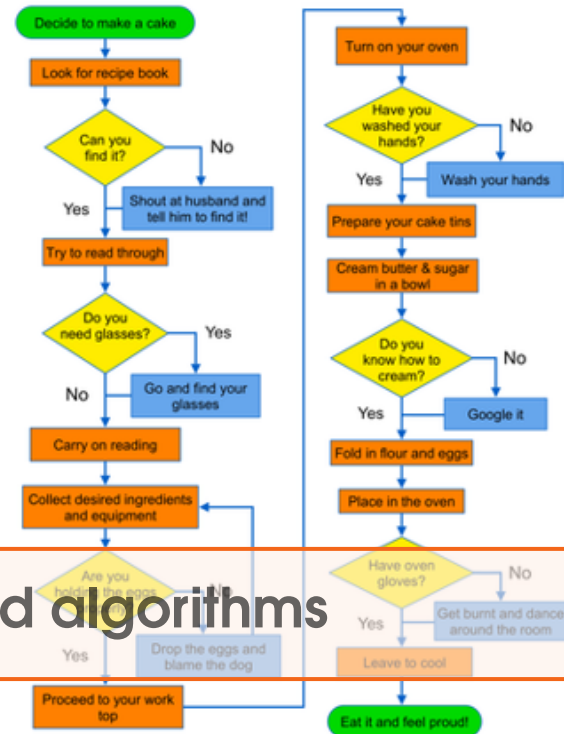 Decide to make a cake
Look for recipe book
Can you
find it?
No
Yes
Shout at husband and
tell him to find it!
Try to read through
Do you
need glasses?
Yes
No
Go and find your
glasses
Carry on reading
Collect desired ingredients
and equipment
Are you
holding the eggs
No
d algorithms
Yes
Drop the eggs and
blame the dog
Proceed to your work
top
Turn on your oven
Have you
washed your
hands?
No
Yes
Wash your hands
Prepare your cake tins
Cream butter & sugar
in a bowl
Do you
know how to
cream?
No
Yes
Google it
Fold in flour and eggs
Place in the oven
Have oven
gloves?
No
Yes
Get burnt and dance
around the room
Leave to cool
Eat it and feel proud!